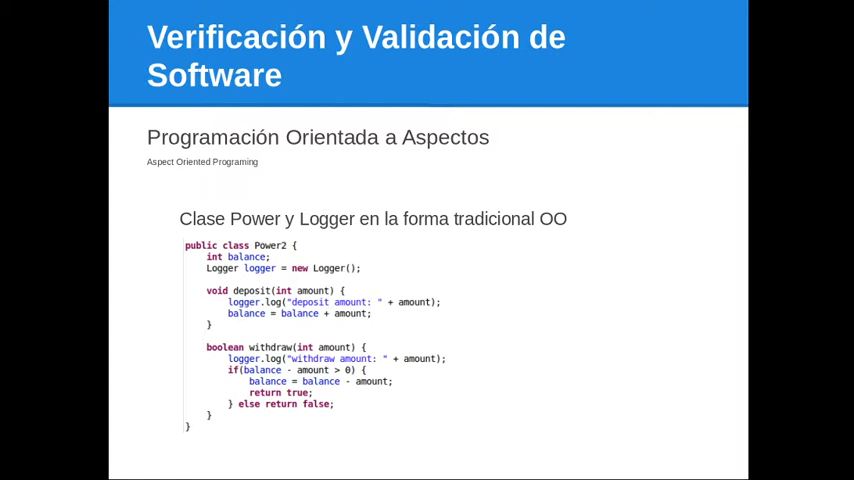 Verificación y Validación de
Software
Programación Orientada a Aspectos
Aspect Oriented Programing
Clase Power y Logger en la forma tradicional OO
public class Power2 {
int balance;
Logger logger = new Logger();
void deposit(int amount) {
logger.log("deposit amount: " + amount);
balance = balance + amount;
}
boolean withdraw(int amount) {
logger.log("withdraw amount: " + amount);
if(balance - amount > 0) {
balance = balance - amount;
return true;
} else return false;
}
}